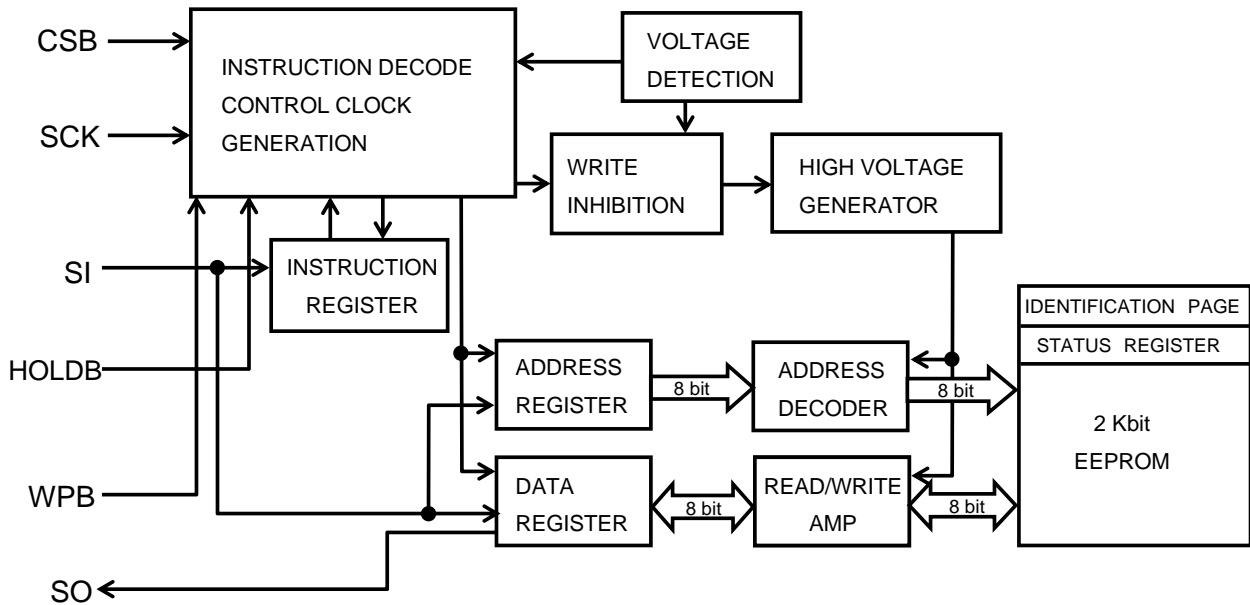 CSB
SCK
SI
HOLDB
WPB
SO
INSTRUCTION DECODE
CONTROL CLOCK
GENERATION
VOLTAGE
DETECTION
WRITE
INHIBITION
HIGH VOLTAGE
GENERATOR
INSTRUCTION
REGISTER
ADDRESS
REGISTER
8 bit
ADDRESS
DECODER
8 bit
DATA
REGISTER
8 bit
READ/WRITE
AMP
8 bit
IDENTIFICATION PAGE
STATUS REGISTER
2 Kbit
EEPROM